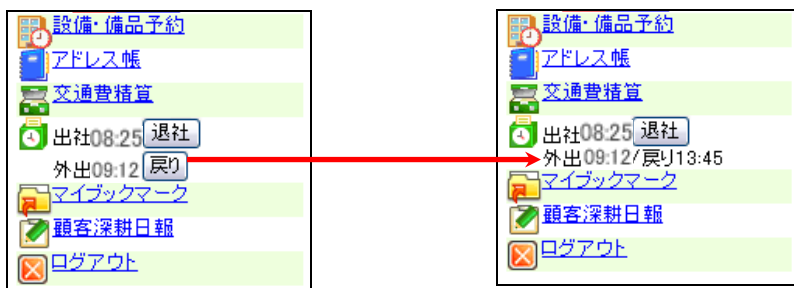 設備・備品予約
アドレス帳
交通費精算
出社08:25 退社
外出09:12 戻り
マイブックマーク
顧客深耕日報
ログアウト
設備・備品予約
アドレス帳
交通費精算
出社08:25 退社
外出09:12/戻り13:45
マイブックマーク
顧客深耕日報
ログアウト